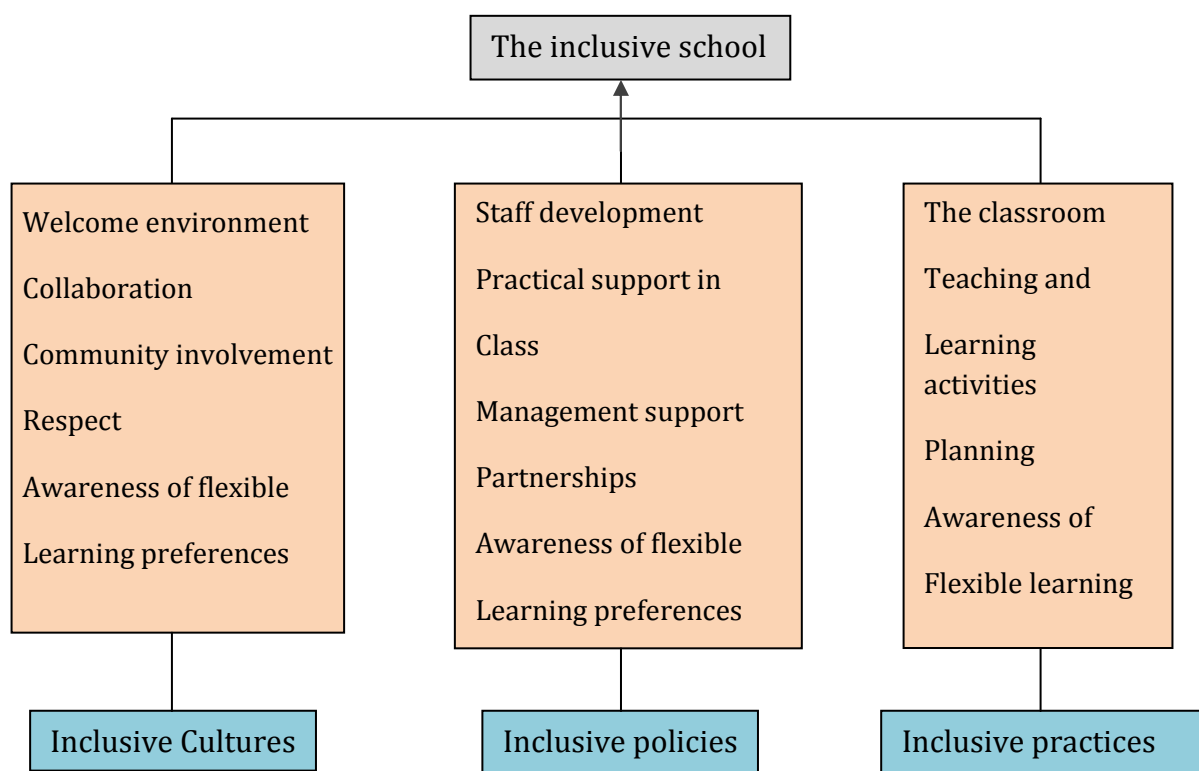 The inclusive school
Welcome environment
Collaboration
Community involvement
Respect
Awareness of flexible
Learning preferences
Staff development
Practical support in
Class
Management support
Partnerships
Awareness of flexible
Learning preferences
The classroom
Teaching and
Learning
activities
Planning
Awareness of
Flexible learning
Inclusive Cultures
Inclusive policies
Inclusive practices